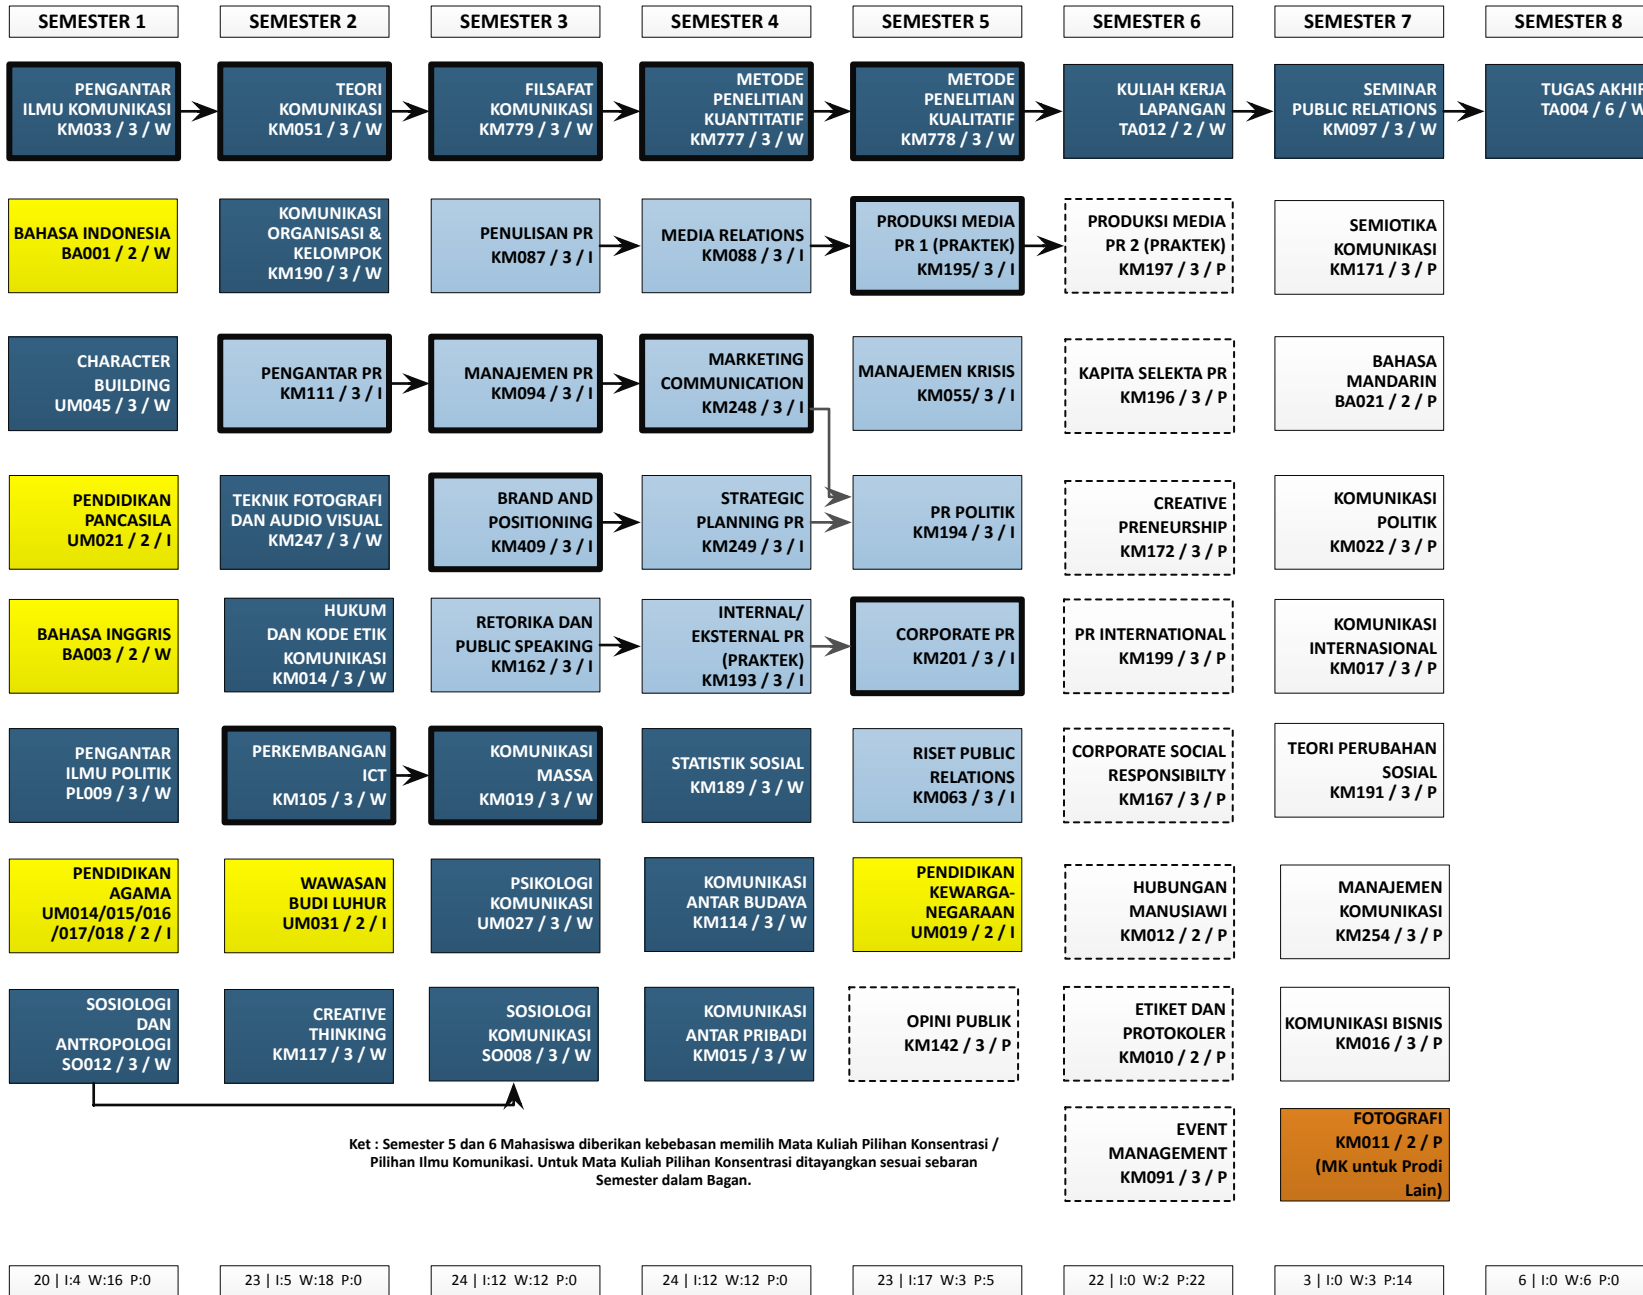 SEMESTER 1
SEMESTER 2
SEMESTER 3
SEMESTER 4
SEMESTER 5
SEMESTER 6
SEMESTER 7
SEMESTER 8
PENGANTAR
ILMU KOMUNIKASI
KM033 / 3 / W
TEORI
KOMUNIKASI
KM051 / 3 / W
FILSAFAT
KOMUNIKASI
KM779 / 3 / W
METODE
PENELITIAN
KUANTITATIF
KM777 / 3 / W
METODE
PENELITIAN
KUALITATIF
KM778 / 3 / W
KULIAH KERJA
LAPANGAN
TA012 / 2 / W
SEMINAR
PUBLIC RELATIONS
KM097 / 3 / W
TUGAS AKHIR
TA004 / 6 / W
BAHASA INDONESIA
BA001 / 2 / W
KOMUNIKASI
ORGANISASI &
KELOMPOK
KM190 / 3 / W
PENULISAN PR
KM087 / 3 / I
MEDIA RELATIONS
KM088 / 3 / I
PRODUKSI MEDIA
PR 1 (PRAKTEK)
KM195/ 3 / I
PRODUKSI MEDIA
PR 2 (PRAKTEK)
KM197 / 3 / P
SEMIOTIKA
KOMUNIKASI
KM171 / 3 / P
CHARACTER
BUILDING
UM045 / 3 / W
PENGANTAR PR
KM111 / 3 / I
MANAJEMEN PR
KM094 / 3 / I
MARKETING
COMMUNICATION
KM248 / 3 / I
MANAJEMEN KRISIS
KM055/ 3 / I
KAPITA SELEKTA PR
KM196 / 3 / P
BAHASA
MANDARIN
BA021 / 2 / P
PENDIDIKAN
PANCASILA
UM021 / 2 / I
TEKNIK FOTOGRAFI
DAN AUDIO VISUAL
KM247 / 3 / W
BRAND AND
POSITIONING
KM409 / 3 / I
STRATEGIC
PLANNING PR
KM249 / 3 / I
PR POLITIK
KM194 / 3 / I
CREATIVE
PRENEURSHIP
KM172 / 3 / P
KOMUNIKASI
POLITIK
KM022 / 3 / P
BAHASA INGGRIS
BA003 / 2 / W
HUKUM
DAN KODE ETIK
KOMUNIKASI
KM014 / 3 / W
RETORIKA DAN
PUBLIC SPEAKING
KM162 / 3 / I
INTERNAL/
EKSTERNAL PR
(PRAKTEK)
KM193 / 3 / I
CORPORATE PR
KM201 / 3 / I
PR INTERNATIONAL
KM199 / 3 / P
KOMUNIKASI
INTERNASIONAL
KM017 / 3 / P
PENGANTAR
ILMU POLITIK
PL009 / 3 / W
PERKEMBANGAN
ICT
KM105 / 3 / W
KOMUNIKASI
MASSA
KM019 / 3 / W
STATISTIK SOSIAL
KM189 / 3 / W
RISET PUBLIC
RELATIONS
KM063 / 3 / I
CORPORATE SOCIAL
RESPONSIBILTY
KM167 / 3 / P
TEORI PERUBAHAN
SOSIAL
KM191 / 3 / P
PENDIDIKAN
AGAMA
UM014/015/016
/017/018 / 2 / I
WAWASAN
BUDI LUHUR
UM031 / 2 / I
PSIKOLOGI
KOMUNIKASI
UM027 / 3 / W
KOMUNIKASI
ANTAR BUDAYA
KM114 / 3 / W
PENDIDIKAN
KEWARGA-
NEGARAAN
UM019 / 2 / I
HUBUNGAN
MANUSIAWI
KM012 / 2 / P
MANAJEMEN
KOMUNIKASI
KM254 / 3 / P
SOSIOLOGI
DAN
ANTROPOLOGI
SO012 / 3 / W
CREATIVE
THINKING
KM117 / 3 / W
SOSIOLOGI
KOMUNIKASI
SO008 / 3 / W
KOMUNIKASI
ANTAR PRIBADI
KM015 / 3 / W
OPINI PUBLIK
KM142 / 3 / P
ETIKET DAN
PROTOKOLER
KM010 / 2 / P
KOMUNIKASI BISNIS
KM016 / 3 / P
EVENT
MANAGEMENT
KM091 / 3 / P
FOTOGRAFI
KM011 / 2 / P
(MK untuk Prodi
Lain)
Ket : Semester 5 dan 6 Mahasiswa diberikan kebebasan memilih Mata Kuliah Pilihan Konsentrasi /
Pilihan Ilmu Komunikasi. Untuk Mata Kuliah Pilihan Konsentrasi ditayangkan sesuai sebaran
Semester dalam Bagan.
20 | I:4 W:16 P:0
23 | I:5 W:18 P:0
24 | I:12 W:12 P:0
24 | I:12 W:12 P:0
23 | I:17 W:3 P:5
22 | I:0 W:2 P:22
3 | I:0 W:3 P:14
6 | I:0 W:6 P:0